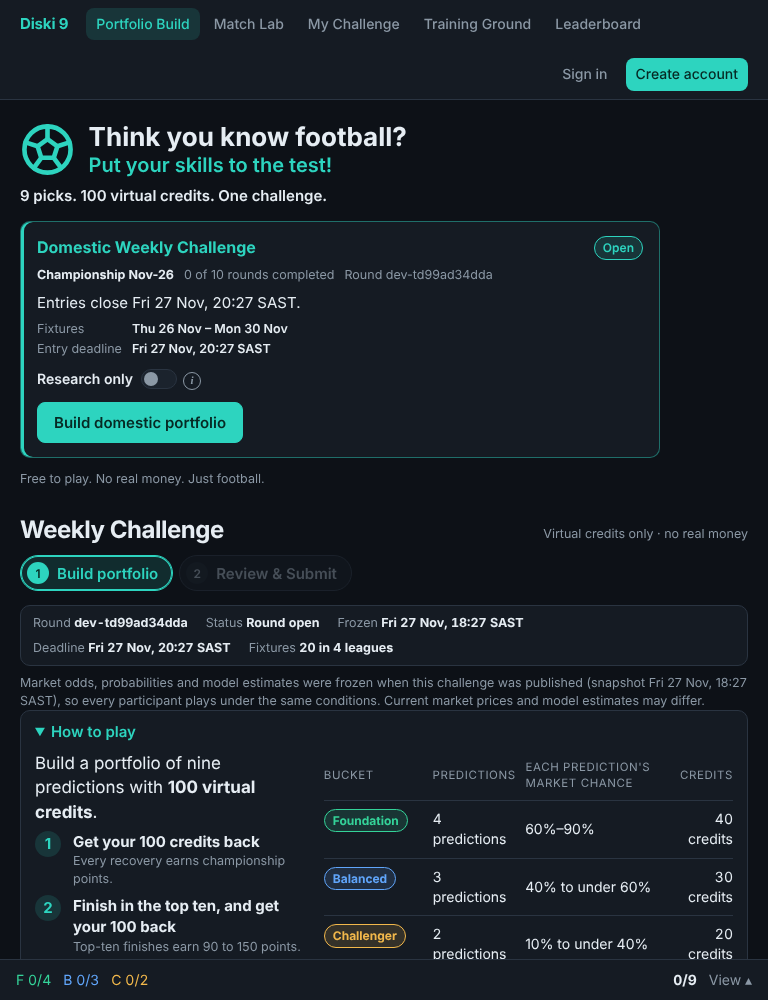 Diski 9 Portfolio Build Match Lab My Challenge Training Ground Leaderboard
Sign in Create account
Think you know football?
Put your skills to the test!
9 picks. 100 virtual credits. One challenge.
Domestic Weekly Challenge Open
Championship Nov-26 0 of 10 rounds completed Round dev-td99ad34dda
Entries close Fri 27 Nov, 20:27 SAST.
Fixtures Thu 26 Nov – Mon 30 Nov
Entry deadline Fri 27 Nov, 20:27 SAST
Research only i
Build domestic portfolio
Free to play. No real money. Just football.
Weekly Challenge Virtual credits only · no real money
1 Build portfolio 2 Review & Submit
Round dev-td99ad34dda Status Round open Frozen Fri 27 Nov, 18:27 SAST
Deadline Fri 27 Nov, 20:27 SAST Fixtures 20 in 4 leagues
Market odds, probabilities and model estimates were frozen when this challenge was published (snapshot Fri 27 Nov, 18:27
SAST), so every participant plays under the same conditions. Current market prices and model estimates may differ.
▼ How to play
Build a portfolio of nine
predictions with 100 virtual
credits.
1 Get your 100 credits back
Every recovery earns championship
points.
2 Finish in the top ten, and get
your 100 back
Top-ten finishes earn 90 to 150 points.
BUCKET PREDICTIONS EACH PREDICTION'S
MARKET CHANCE CREDITS
Foundation 4
predictions 60%–90% 40
credits
Balanced 3
predictions 40% to under 60% 30
credits
Challenger 2
predictions 10% to under 40% 20
credits
F 0/4 B 0/3 C 0/2 0/9 View ▴